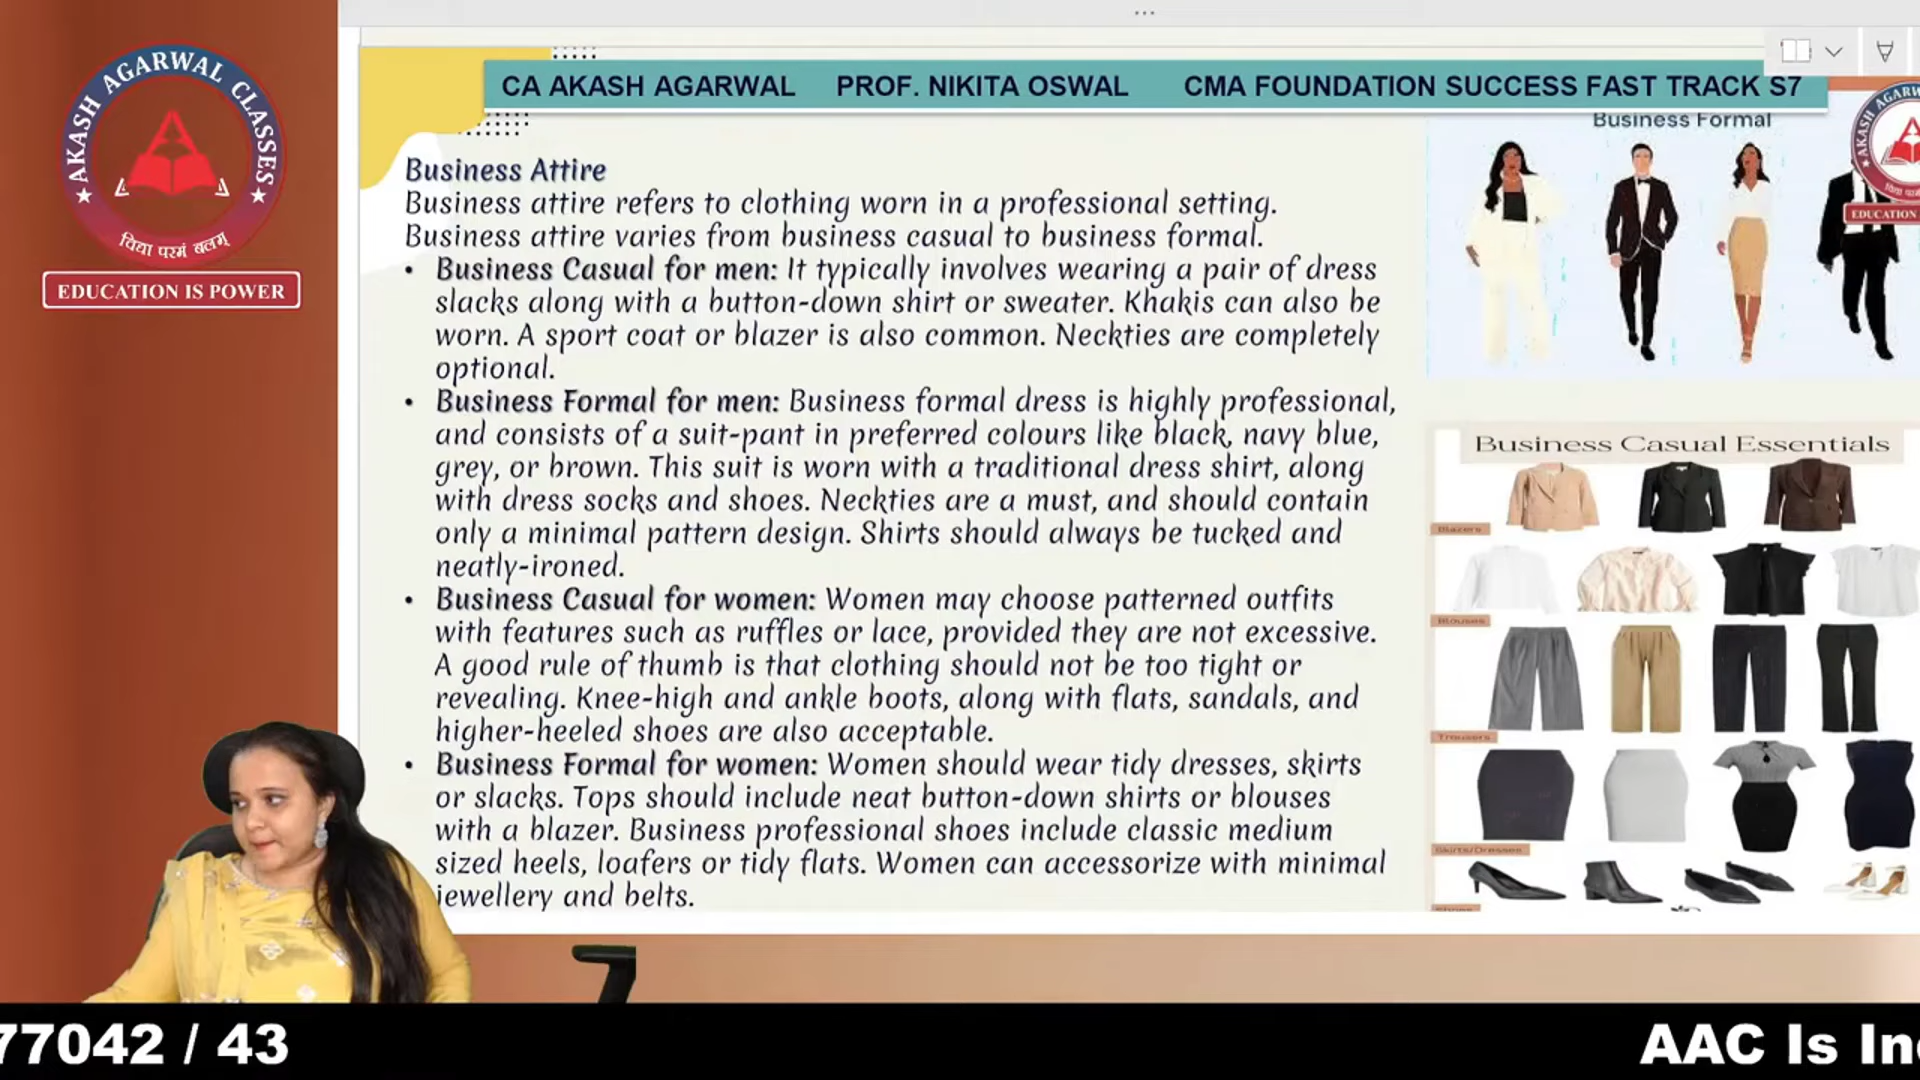 AKASH AGARWAL CLASSES
विद्या परमं बलम्
EDUCATION IS POWER
CA AKASH AGARWAL PROF. NIKITA OSWAL CMA FOUNDATION SUCCESS FAST TRACK S7
Business Attire
Business attire refers to clothing worn in a professional setting.
Business attire varies from business casual to business formal.
• Business Casual for men: It typically involves wearing a pair of dress
slacks along with a button-down shirt or sweater. Khakis can also be
worn. A sport coat or blazer is also common. Neckties are completely
optional.
• Business Formal for men: Business formal dress is highly professional,
and consists of a suit-pant in preferred colours like black, navy blue,
grey, or brown. This suit is worn with a traditional dress shirt, along
with dress socks and shoes. Neckties are a must, and should contain
only a minimal pattern design. Shirts should always be tucked and
neatly-ironed.
• Business Casual for women: Women may choose patterned outfits
with features such as ruffles or lace, provided they are not excessive.
A good rule of thumb is that clothing should not be too tight or
revealing. Knee-high and ankle boots, along with flats, sandals, and
higher-heeled shoes are also acceptable.
• Business Formal for women: Women should wear tidy dresses, skirts
or slacks. Tops should include neat button-down shirts or blouses
with a blazer. Business professional shoes include classic medium
sized heels, loafers or tidy flats. Women can accessorize with minimal
jewellery and belts.
Business Formal
AKASH AGARW
EDUCATION
Business Casual Essentials
Blazers
Blouses
Trousers
Skirts/Dresses
Shoes
77042 / 43
AAC Is In